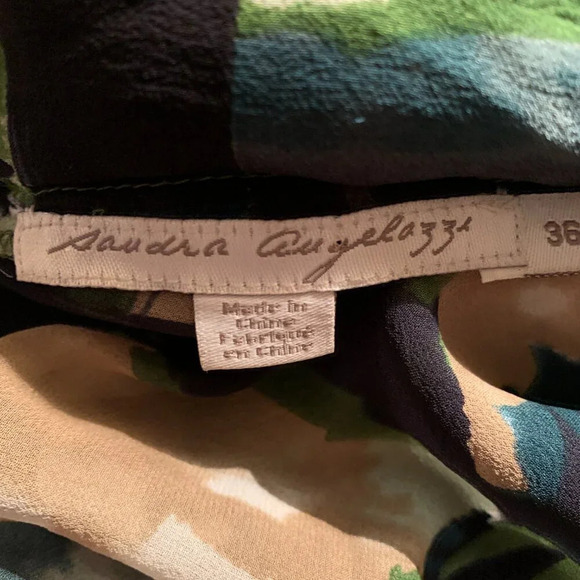 sandra angelozzi
36
Made in
China
Fabriqué
en Chine